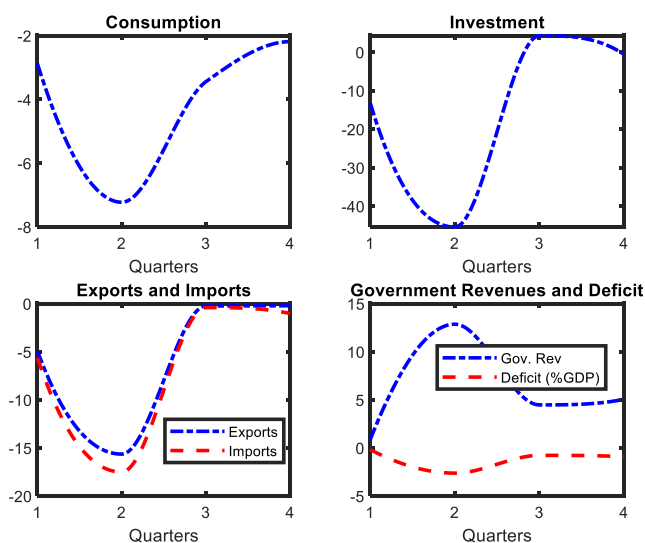 Consumption
-2
-4
-6
-8
1 2 3 4
Quarters
Investment
0
-10
-20
-30
-40
1 2 3 4
Quarters
Exports and Imports
0
-5
-10
-15
-20
Exports
Imports
1 2 3 4
Quarters
Government Revenues and Deficit
15
10
5
0
-5
Gov. Rev
Deficit (%GDP)
1 2 3 4
Quarters